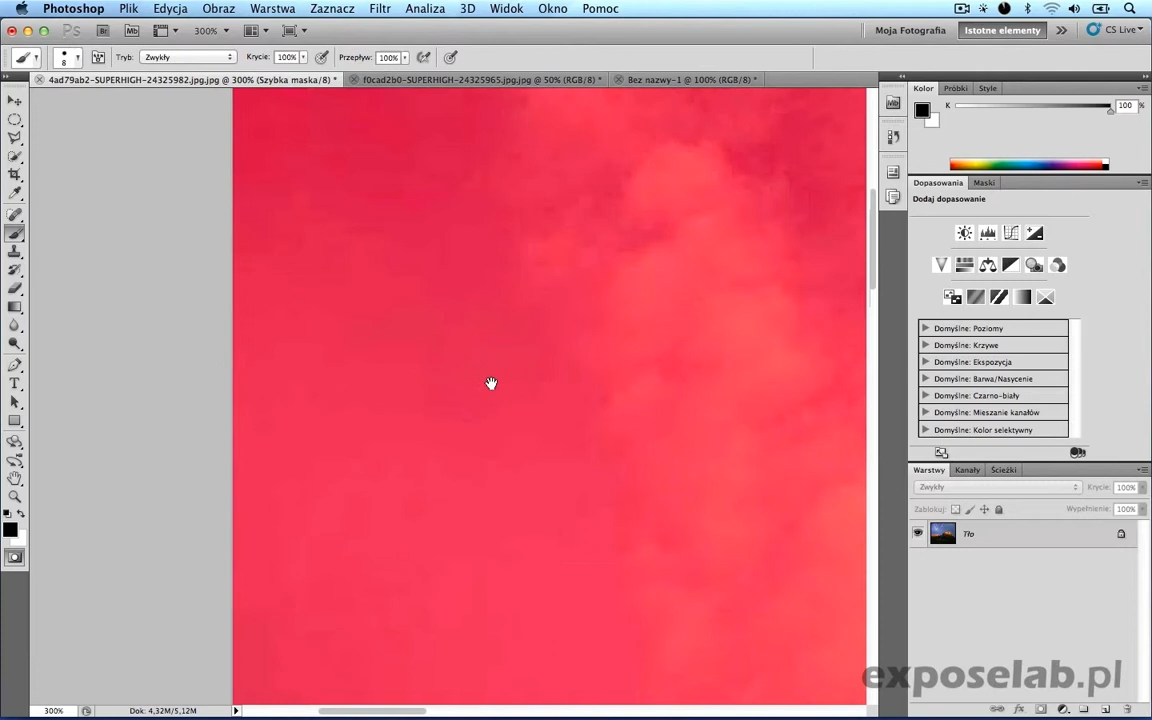 Photoshop Plik Edycja Obraz Warstwa Zaznacz Filtr Analiza 3D Widok Okno Pomoc
Ps Br Mb 300% Moja Fotografia Istotne elementy CS Live
8 Tryb: Zwykły Krycie: 100% Przepływ: 100%
4ad79ab2-SUPERHIGH-24325982.jpg.jpg @ 300% (Szybka maska/8) * f0cad2b0-SUPERHIGH-24325965.jpg.jpg @ 50% (RGB/8) * Bez nazwy-1 @ 100% (RGB/8) *
Kolor Próbki Style
K 100 %
Dopasowania Maski
Dodaj dopasowanie
Domyślne: Poziomy
Domyślne: Krzywe
Domyślne: Ekspozycja
Domyślne: Barwa/Nasycenie
Domyślne: Czarno-biały
Domyślne: Mieszanie kanałów
Domyślne: Kolor selektywny
Warstwy Kanały Ścieżki
Zwykły Krycie: 100%
Zablokuj: Wypełnienie: 100%
Tło
exposelab.pl
300% Dok: 4,32M/5,12M